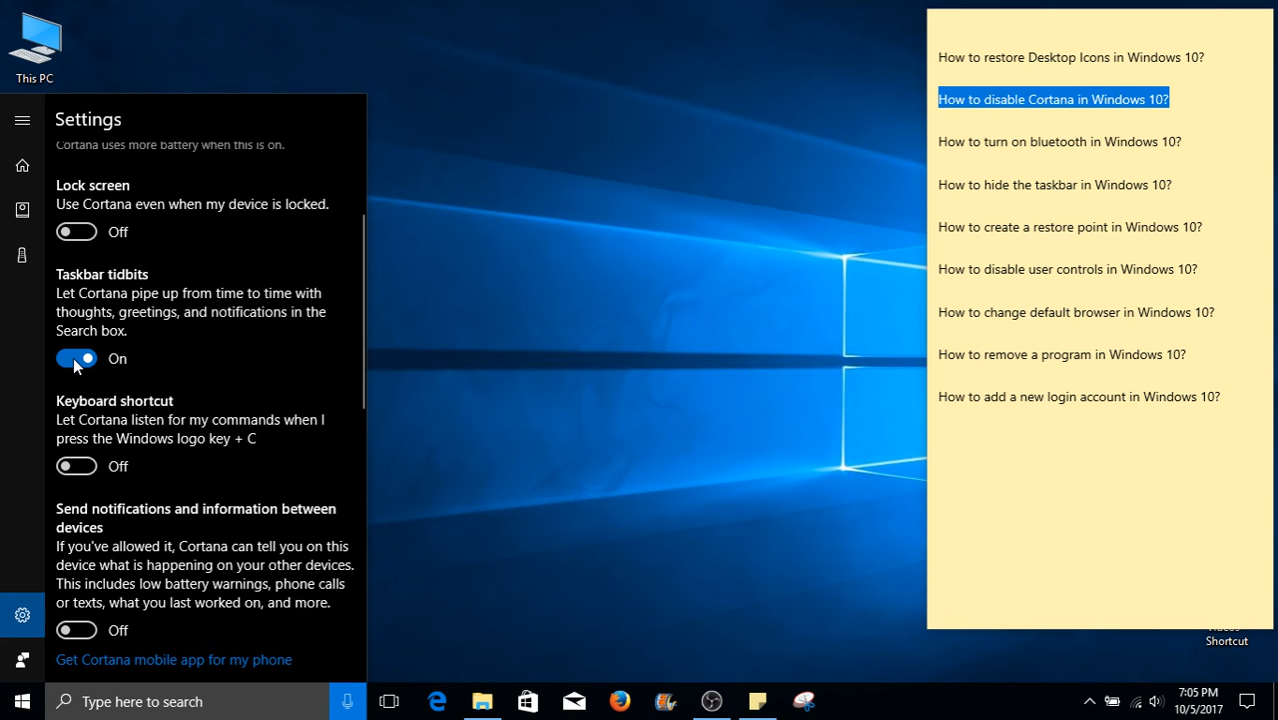 This PC
Settings
Cortana uses more battery when this is on.
Lock screen
Use Cortana even when my device is locked.
Off
Taskbar tidbits
Let Cortana pipe up from time to time with
thoughts, greetings, and notifications in the
Search box.
On
Keyboard shortcut
Let Cortana listen for my commands when I
press the Windows logo key + C
Off
Send notifications and information between
devices
If you've allowed it, Cortana can tell you on this
device what is happening on your other devices.
This includes low battery warnings, phone calls
or texts, what you last worked on, and more.
Off
Get Cortana mobile app for my phone
How to restore Desktop Icons in Windows 10?
How to disable Cortana in Windows 10?
How to turn on bluetooth in Windows 10?
How to hide the taskbar in Windows 10?
How to create a restore point in Windows 10?
How to disable user controls in Windows 10?
How to change default browser in Windows 10?
How to remove a program in Windows 10?
How to add a new login account in Windows 10?
Shortcut
Type here to search
7:05 PM
10/5/2017